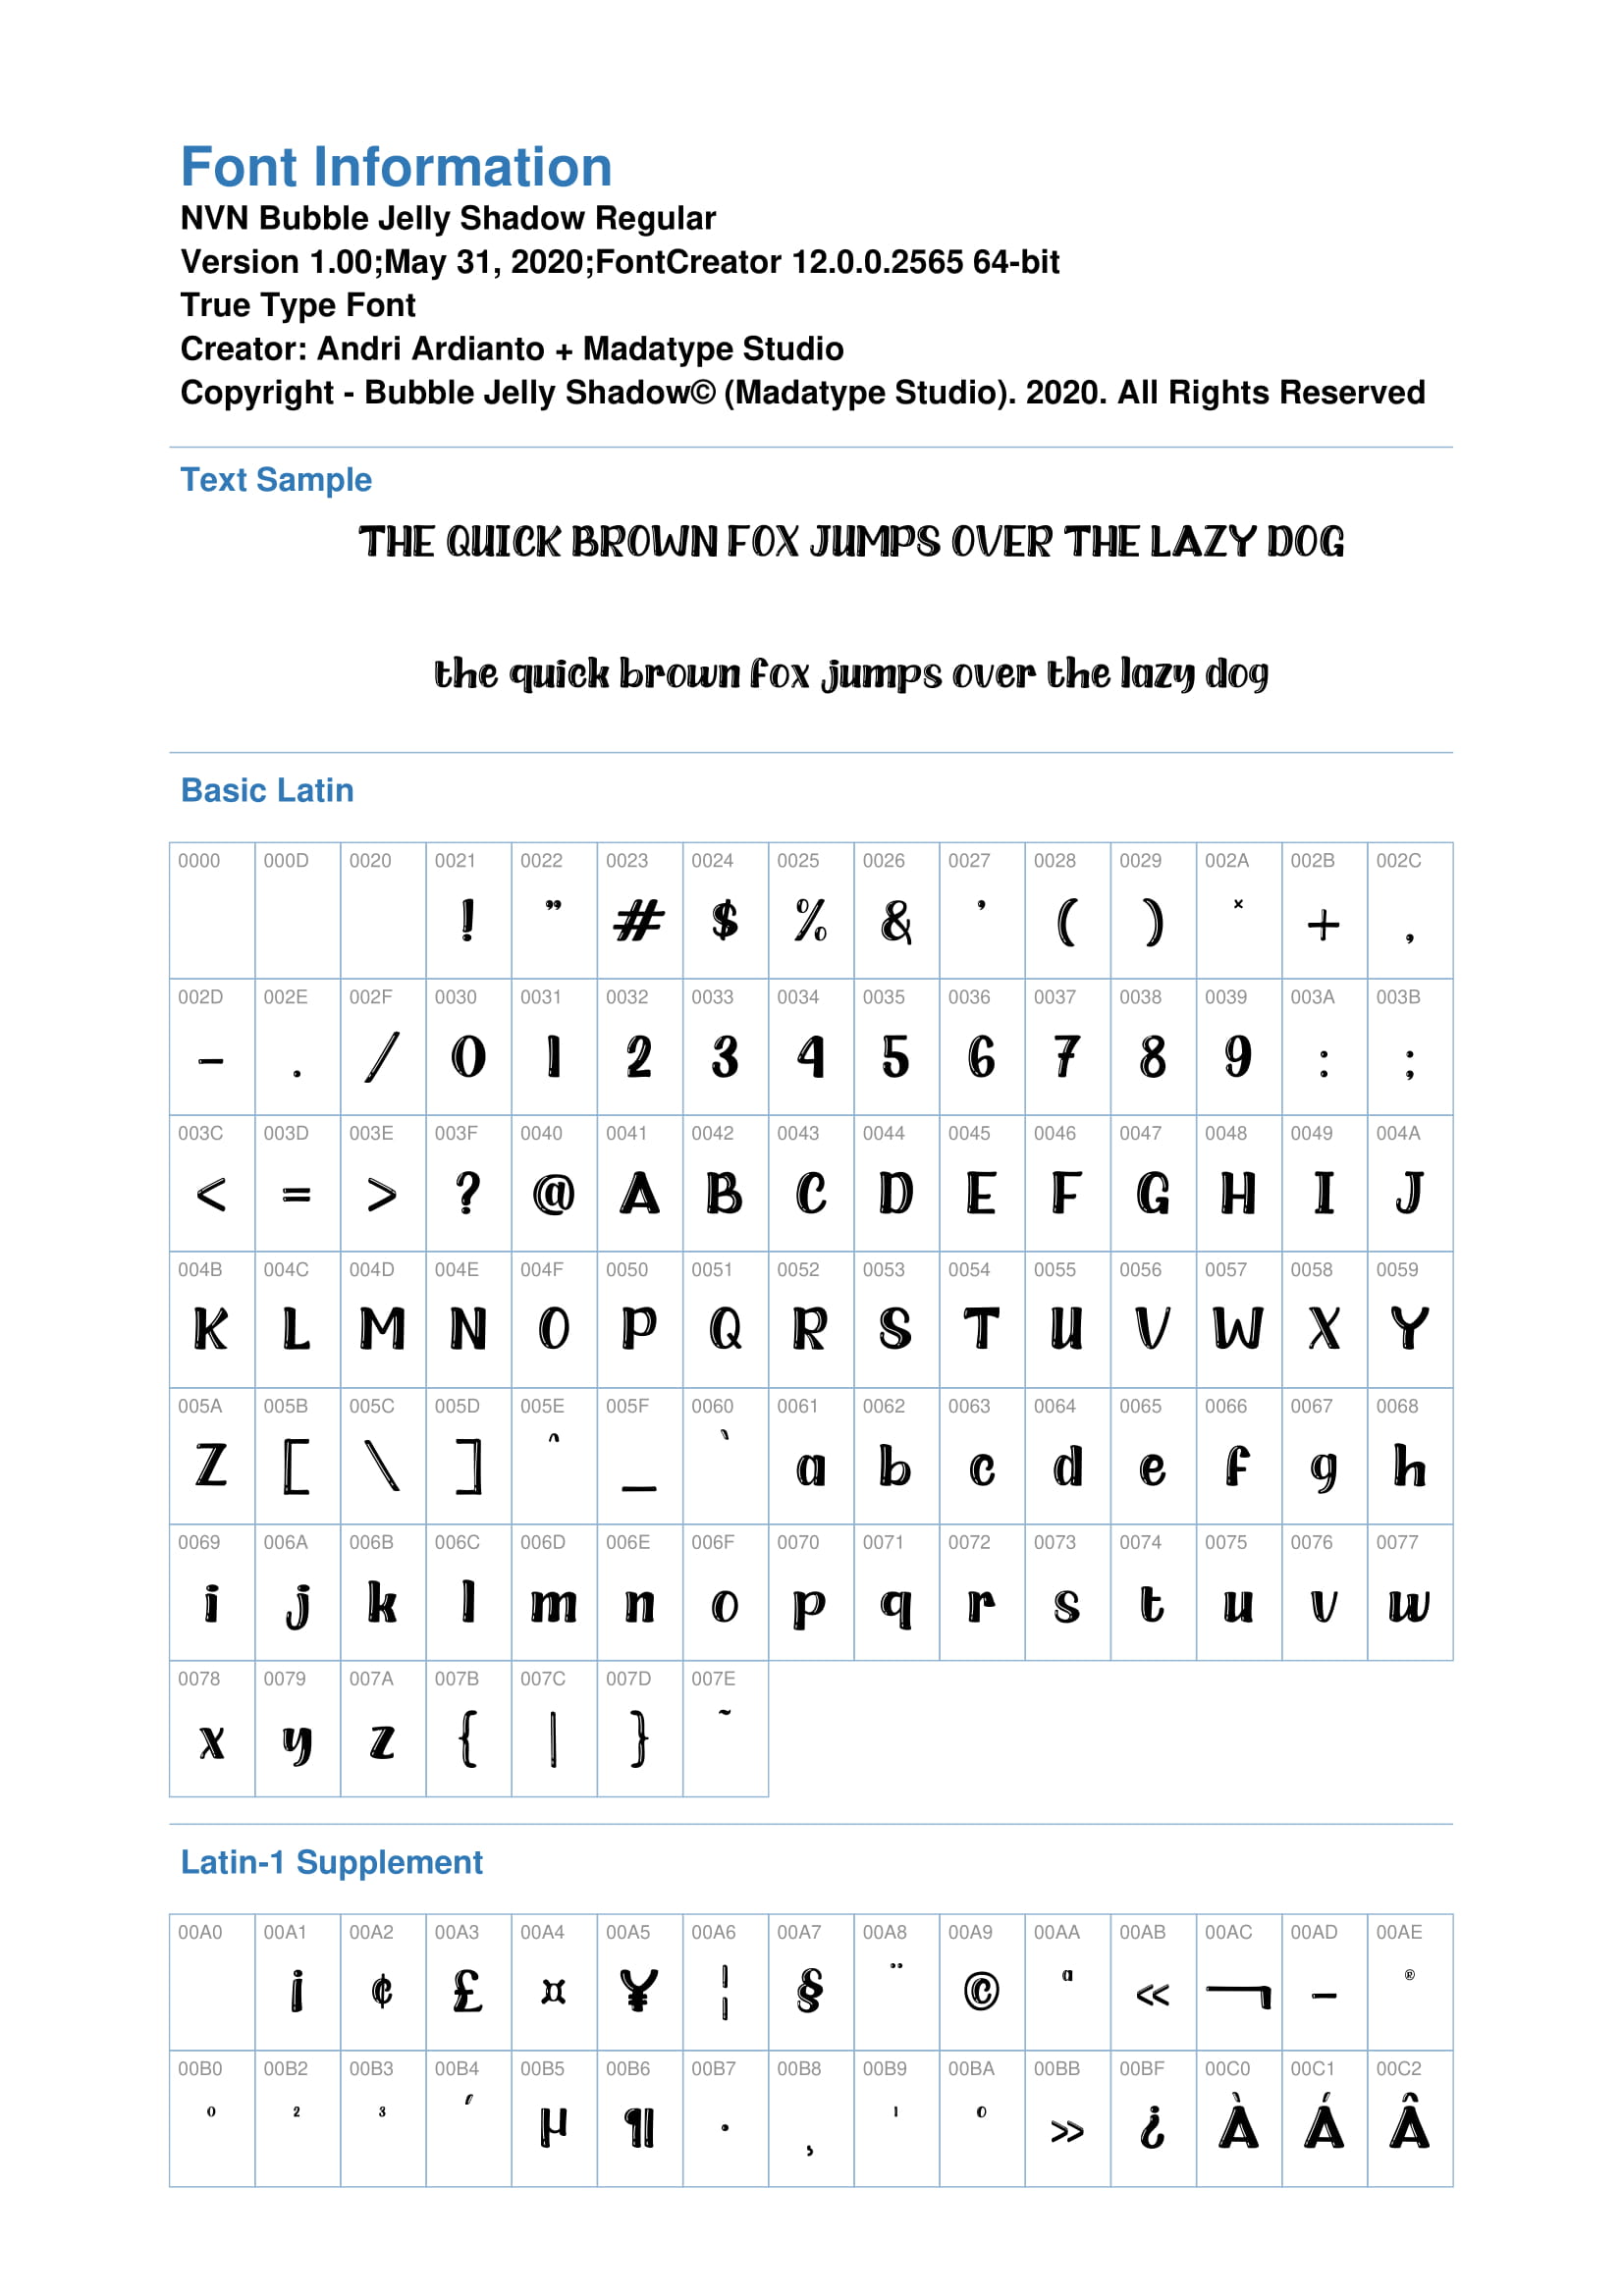 Font Information
NVN Bubble Jelly Shadow Regular
Version 1.00;May 31, 2020;FontCreator 12.0.0.2565 64-bit
True Type Font
Creator: Andri Ardianto + Madatype Studio
Copyright - Bubble Jelly Shadow© (Madatype Studio). 2020. All Rights Reserved
Text Sample
THE QUICK BROWN FOX JUMPS OVER THE LAZY DOG
the quick brown fox jumps over the lazy dog
Basic Latin
0000 000D 0020 0021 0022 0023 0024 0025 0026 0027 0028 0029 002A 002B 002C
! " # $ % & ' ( ) * + ,
002D 002E 002F 0030 0031 0032 0033 0034 0035 0036 0037 0038 0039 003A 003B
- . / 0 1 2 3 4 5 6 7 8 9 : ;
003C 003D 003E 003F 0040 0041 0042 0043 0044 0045 0046 0047 0048 0049 004A
< = > ? @ A B C D E F G H I J
004B 004C 004D 004E 004F 0050 0051 0052 0053 0054 0055 0056 0057 0058 0059
K L M N O P Q R S T U V W X Y
005A 005B 005C 005D 005E 005F 0060 0061 0062 0063 0064 0065 0066 0067 0068
Z [ \ ] ^ _ ` a b c d e f g h
0069 006A 006B 006C 006D 006E 006F 0070 0071 0072 0073 0074 0075 0076 0077
i j k l m n o p q r s t u v w
0078 0079 007A 007B 007C 007D 007E
x y z { | } ~
Latin-1 Supplement
00A0 00A1 00A2 00A3 00A4 00A5 00A6 00A7 00A8 00A9 00AA 00AB 00AC 00AD 00AE
¡ ¢ £ ¤ ¥ ¦ § ¨ © ª « ¬ - ®
00B0 00B2 00B3 00B4 00B5 00B6 00B7 00B8 00B9 00BA 00BB 00BF 00C0 00C1 00C2
° ² ³ ´ µ ¶ · ¸ ¹ º » ¿ À Á Â